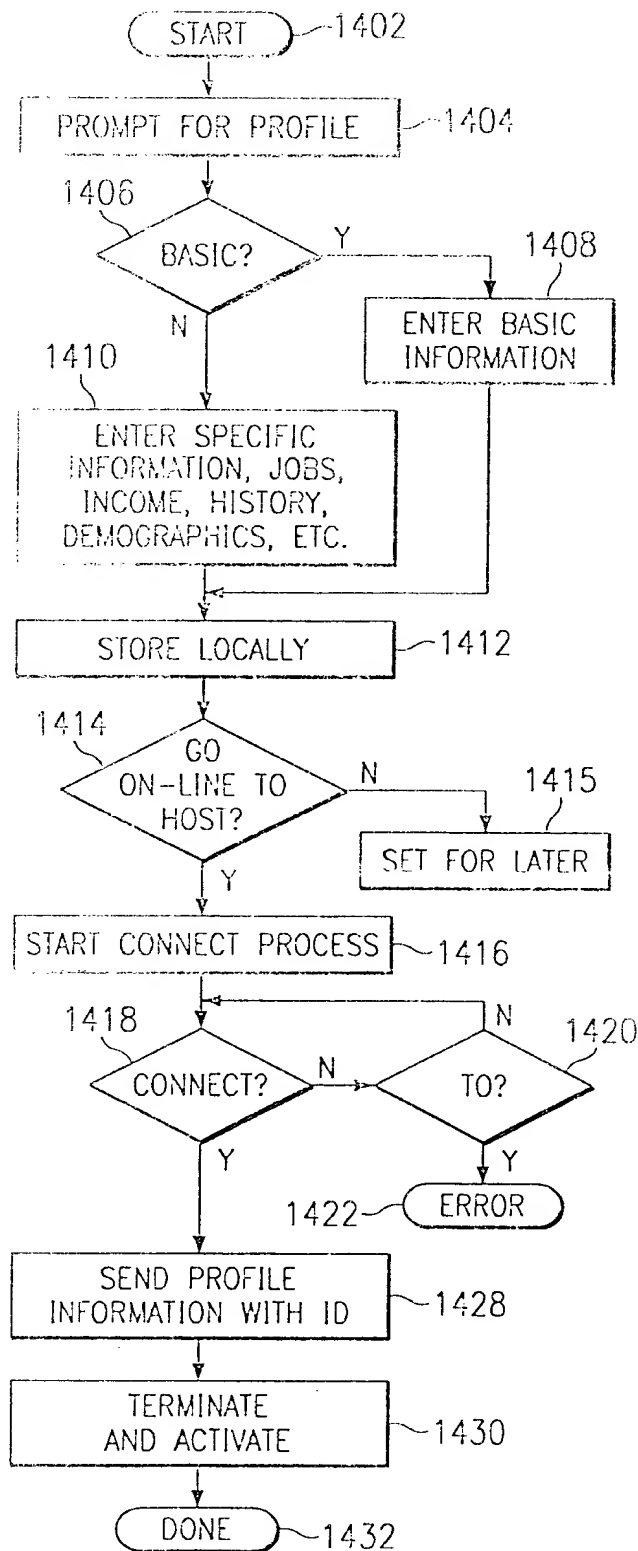 START
1402
PROMPT FOR PROFILE
1404
1406
BASIC?
Y
N
1408
ENTER BASIC
INFORMATION
1410
ENTER SPECIFIC
INFORMATION, JOBS,
INCOME, HISTORY,
DEMOGRAPHICS, ETC.
STORE LOCALLY
1412
1414
GO
ON-LINE TO
HOST?
N
Y
1415
SET FOR LATER
START CONNECT PROCESS
1416
1418
CONNECT?
N
Y
N
1420
TO?
Y
1422
ERROR
SEND PROFILE
INFORMATION WITH ID
1428
TERMINATE
AND ACTIVATE
1430
DONE
1432